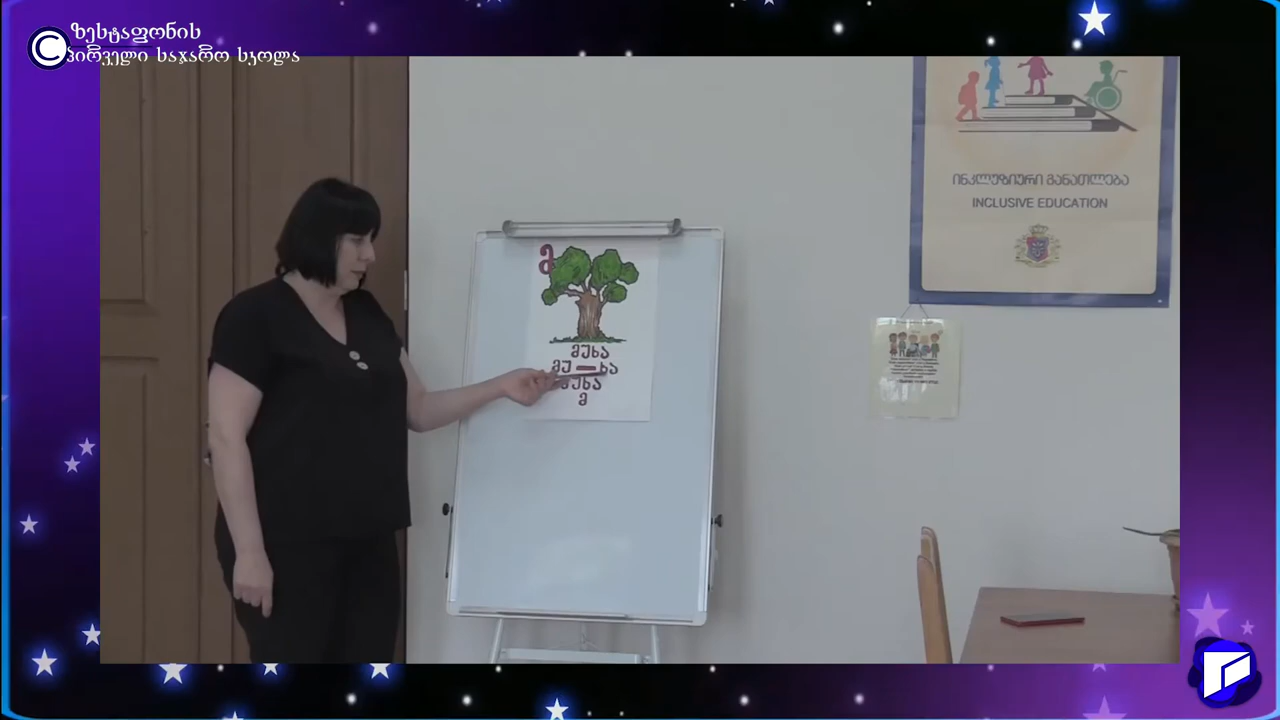 ზესტაფონის
პირველი საჯარო სკოლა
ინკლუზიური განათლება
INCLUSIVE EDUCATION
მ
მუხა
მუ — ხა
მუხა
მ